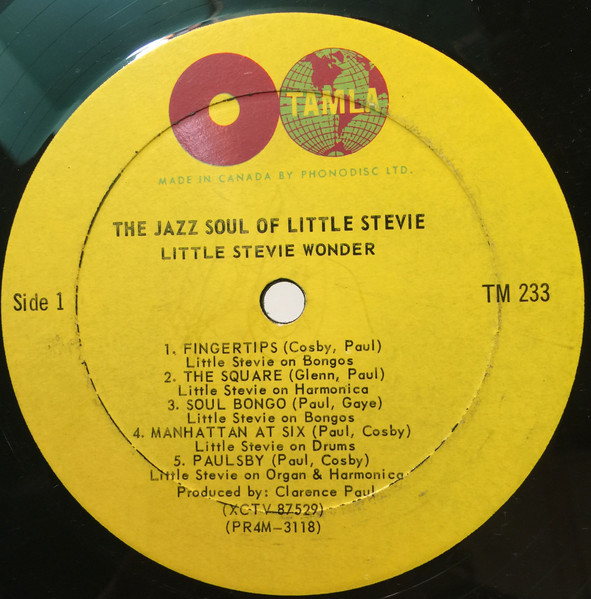 TAMLA
MADE IN CANADA BY PHONODISC LTD.
THE JAZZ SOUL OF LITTLE STEVIE
LITTLE STEVIE WONDER
Side 1
TM 233
1. FINGERTIPS (Cosby, Paul)
Little Stevie on Bongos
2. THE SQUARE (Glenn, Paul)
Little Stevie on Harmonica
3. SOUL BONGO (Paul, Gaye)
Little Stevie on Bongos
4. MANHATTAN AT SIX (Paul, Cosby)
Little Stevie on Drums
5. PAULSBY (Paul, Cosby)
Little Stevie on Organ & Harmonica
Produced by: Clarence Paul
(XCTV 87529)
(PR4M-3118)